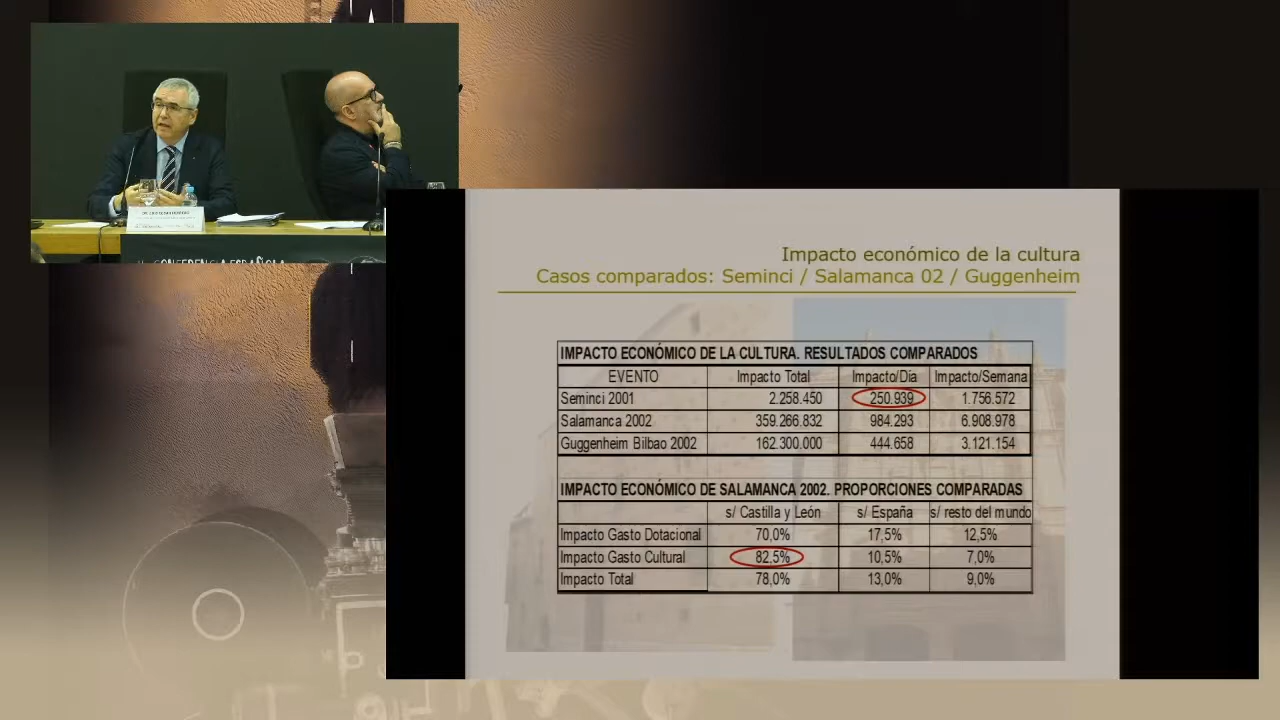 CONFERENCIA ESPAÑOLA
Impacto económico de la cultura
Casos comparados: Seminci / Salamanca 02 / Guggenheim
IMPACTO ECONÓMICO DE LA CULTURA. RESULTADOS COMPARADOS
EVENTO Impacto Total Impacto/Día Impacto/Semana
Seminci 2001 2.258.450 250.939 1.756.572
Salamanca 2002 359.266.832 984.293 6.908.978
Guggenheim Bilbao 2002 162.300.000 444.658 3.121.154
IMPACTO ECONÓMICO DE SALAMANCA 2002. PROPORCIONES COMPARADAS
s/ Castilla y León s/ España s/ resto del mundo
Impacto Gasto Dotacional 70,0% 17,5% 12,5%
Impacto Gasto Cultural 82,5% 10,5% 7,0%
Impacto Total 78,0% 13,0% 9,0%